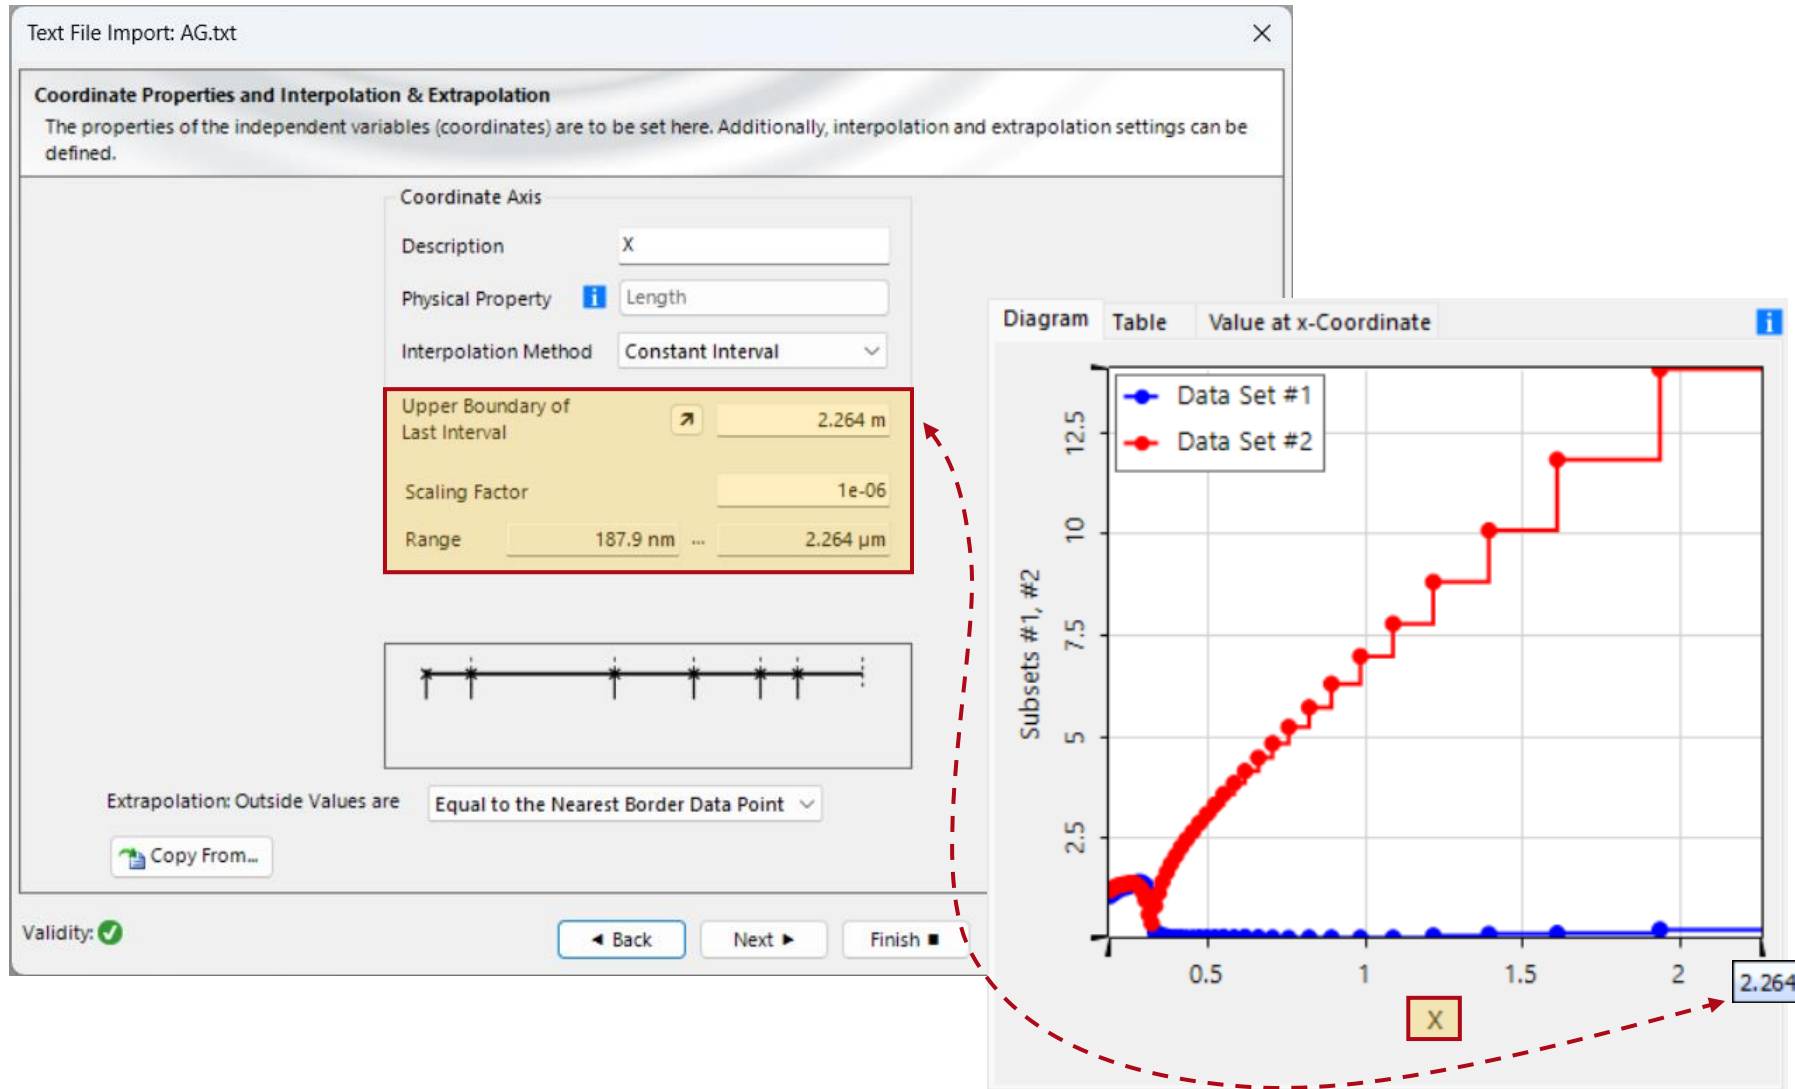 Text File Import: AG.txt
Coordinate Properties and Interpolation & Extrapolation
The properties of the independent variables (coordinates) are to be set here. Additionally, interpolation and extrapolation settings can be
defined.
Coordinate Axis
Description X
Physical Property i Length
Interpolation Method Constant Interval
Upper Boundary of
Last Interval 2.264 m
Scaling Factor 1e-06
Range 187.9 nm ... 2.264 µm
Extrapolation: Outside Values are Equal to the Nearest Border Data Point
Copy From...
Validity:
Back Next Finish
Diagram Table Value at x-Coordinate i
Data Set #1
Data Set #2
Subsets #1, #2
12.5
10
7.5
5
2.5
0.5 1 1.5 2 2.264
X